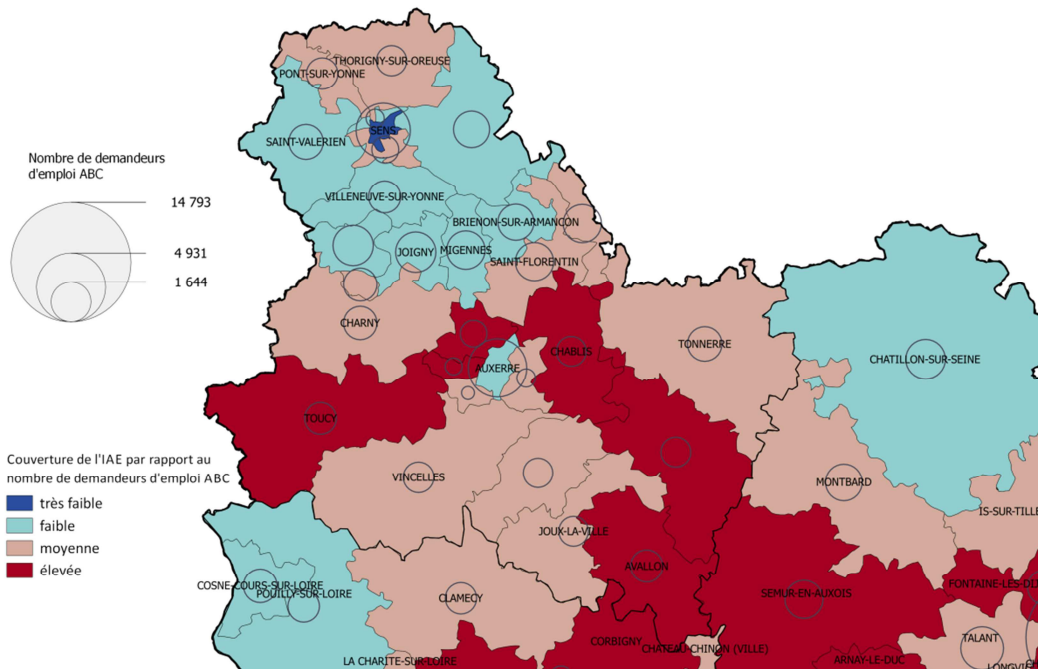 THORIGNY-SUR-OREUSE
PONT-SUR-YONNE
SENS
SAINT-VALERIEN
Nombre de demandeurs
d'emploi ABC
14 793
4 931
1 644
VILLENEUVE-SUR-YONNE
BRIENON-SUR-ARMANCON
JOIGNY
MIGENNES
SAINT-FLORENTIN
CHARNY
TONNERRE
CHABLIS
CHATILLON-SUR-SEINE
AUXERRE
TOUCY
Couverture de l'IAE par rapport au
nombre de demandeurs d'emploi ABC
très faible
faible
moyenne
élevée
VINCELLES
MONTBARD
IS-SUR-TILLE
JOUX-LA-VILLE
AVALLON
COSNE-COURS-SUR-LOIRE
POUILLY-SUR-LOIRE
CLAMECY
SEMUR-EN-AUXOIS
FONTAINE-LES-DI
CORBIGNY
CHATEAU-CHINON (VILLE)
TALANT
LA CHARITE-SUR-LOIRE
ARNAY-LE-DUC
LONGVI